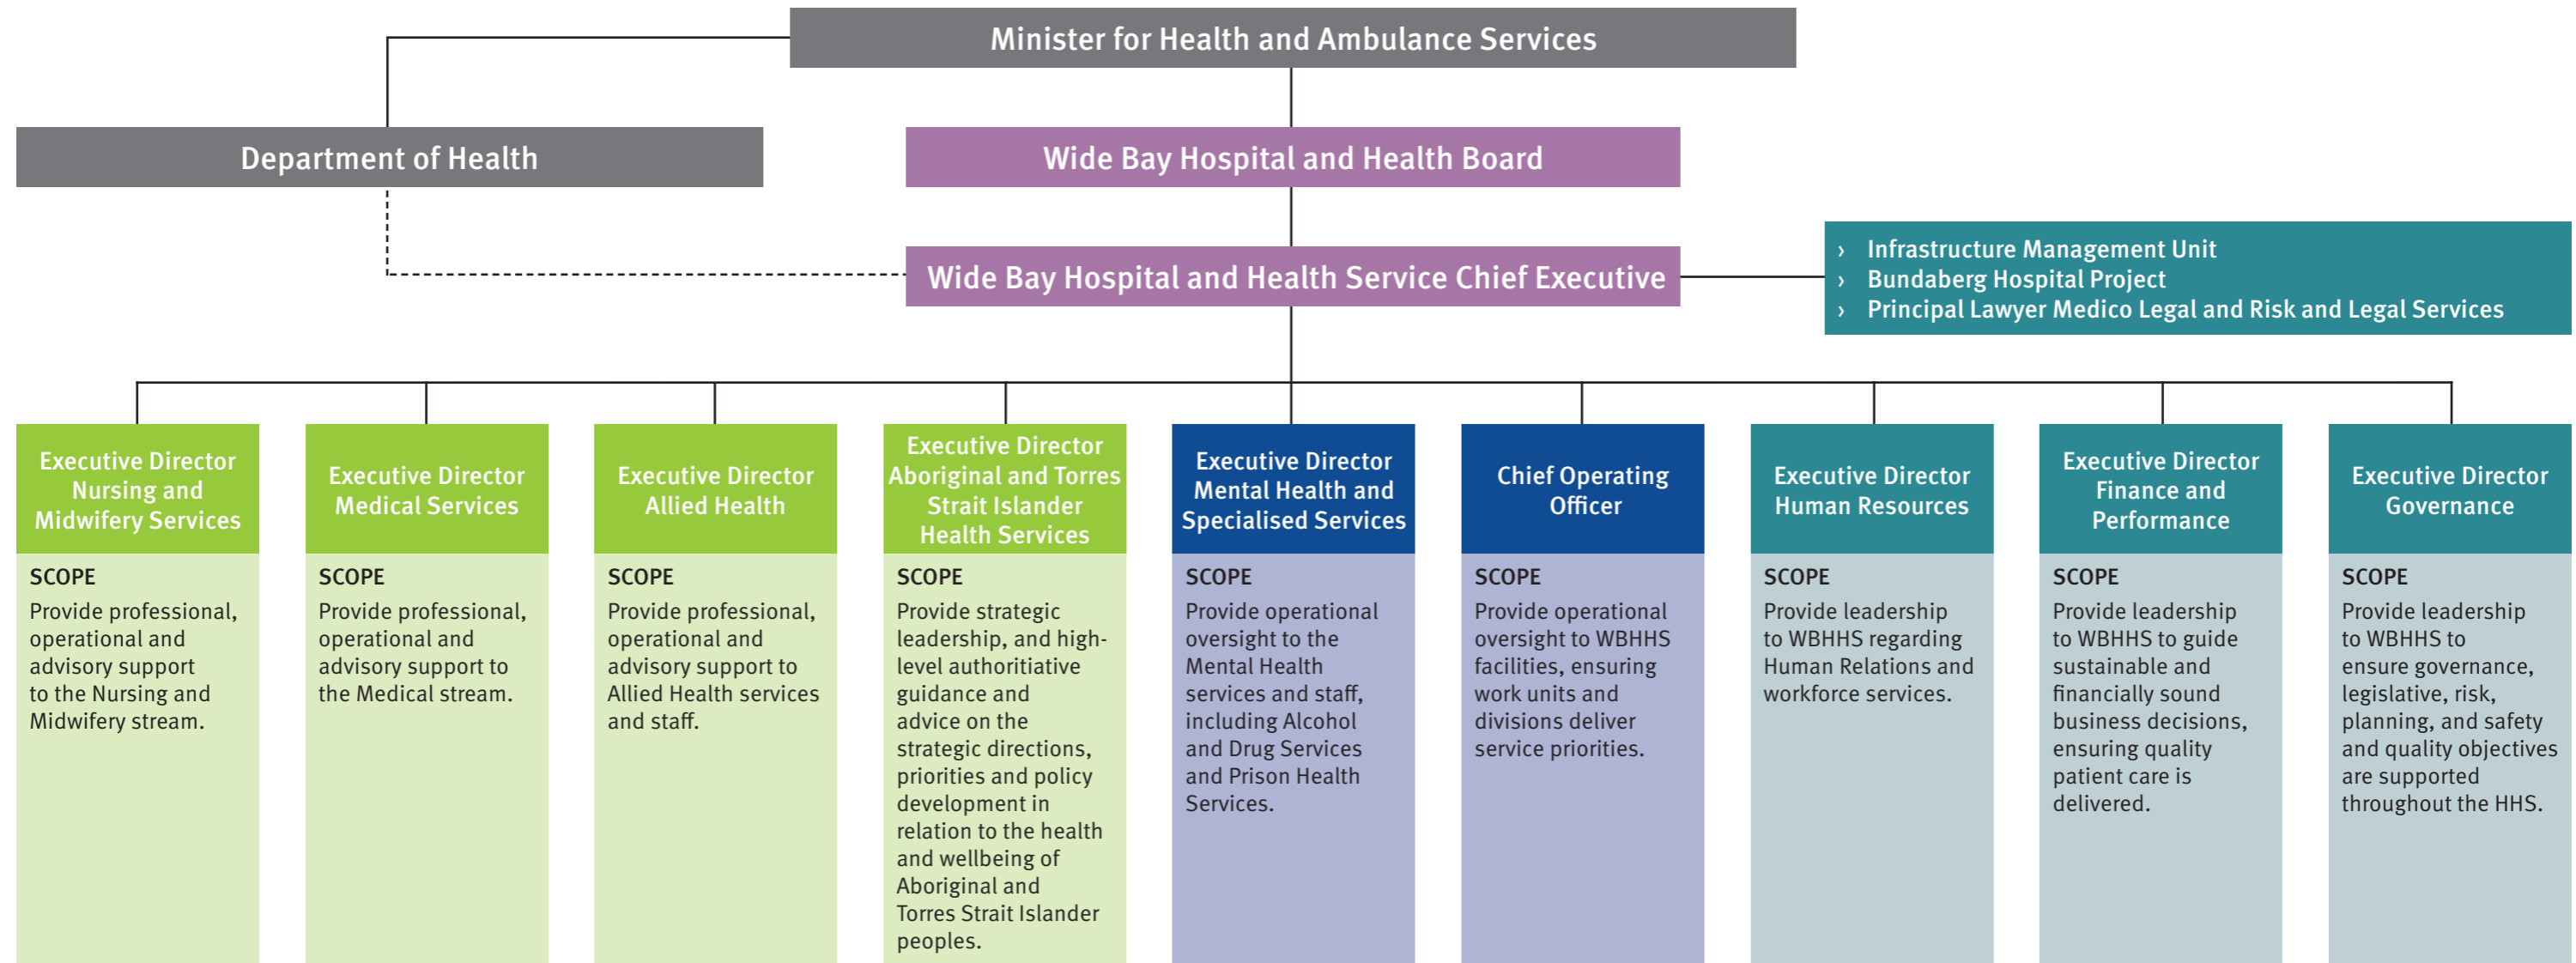 Minister for Health and Ambulance Services
Department of Health
Wide Bay Hospital and Health Board
Wide Bay Hospital and Health Service Chief Executive
› Infrastructure Management Unit
› Bundaberg Hospital Project
› Principal Lawyer Medico Legal and Risk and Legal Services
Executive Director
Nursing and
Midwifery Services
SCOPE
Provide professional,
operational and
advisory support
to the Nursing and
Midwifery stream.
Executive Director
Medical Services
SCOPE
Provide professional,
operational and
advisory support to
the Medical stream.
Executive Director
Allied Health
SCOPE
Provide professional,
operational and
advisory support to
Allied Health services
and staff.
Executive Director
Aboriginal and Torres
Strait Islander
Health Services
SCOPE
Provide strategic
leadership, and high-
level authoritiative
guidance and
advice on the
strategic directions,
priorities and policy
development in
relation to the health
and wellbeing of
Aboriginal and
Torres Strait Islander
peoples.
Executive Director
Mental Health and
Specialised Services
SCOPE
Provide operational
oversight to the
Mental Health
services and staff,
including Alcohol
and Drug Services
and Prison Health
Services.
Chief Operating
Officer
SCOPE
Provide operational
oversight to WBHHS
facilities, ensuring
work units and
divisions deliver
service priorities.
Executive Director
Human Resources
SCOPE
Provide leadership
to WBHHS regarding
Human Relations and
workforce services.
Executive Director
Finance and
Performance
SCOPE
Provide leadership
to WBHHS to guide
sustainable and
financially sound
business decisions,
ensuring quality
patient care is
delivered.
Executive Director
Governance
SCOPE
Provide leadership
to WBHHS to
ensure governance,
legislative, risk,
planning, and safety
and quality objectives
are supported
throughout the HHS.